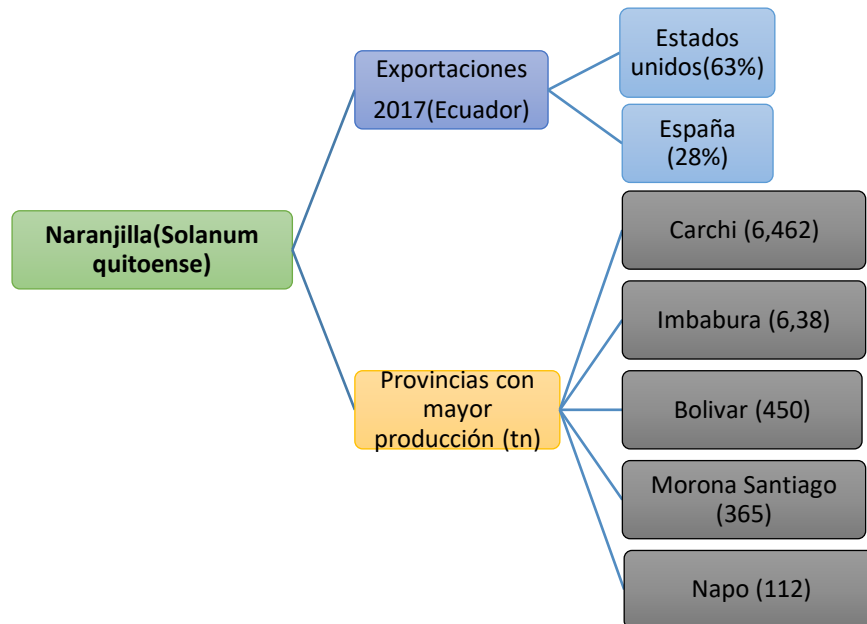 Naranjilla(Solanum
quitoense)
Exportaciones
2017(Ecuador)
Estados
unidos(63%)
España
(28%)
Provincias con
mayor
producción (tn)
Carchi (6,462)
Imbabura (6,38)
Bolivar (450)
Morona Santiago
(365)
Napo (112)